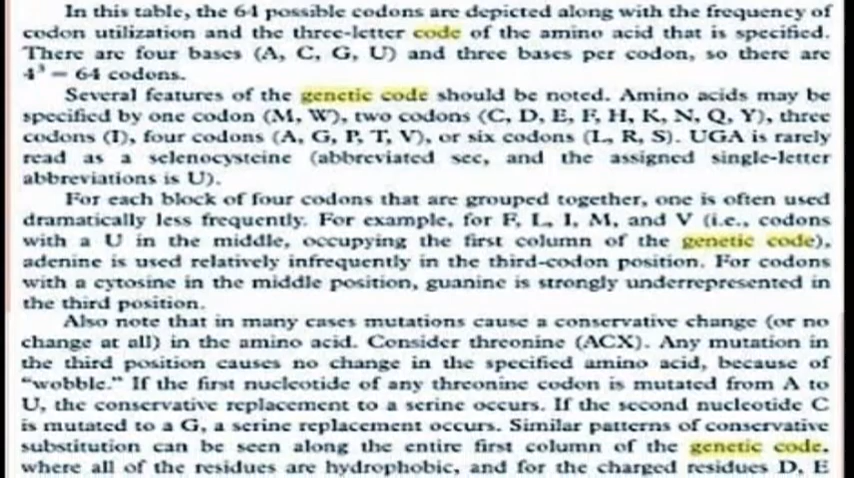 In this table, the 64 possible codons are depicted along with the frequency of
codon utilization and the three-letter code of the amino acid that is specified.
There are four bases (A, C, G, U) and three bases per codon, so there are
4³ = 64 codons.
Several features of the genetic code should be noted. Amino acids may be
specified by one codon (M, W), two codons (C, D, E, F, H, K, N, Q, Y), three
codons (I), four codons (A, G, P, T, V), or six codons (L, R, S). UGA is rarely
read as a selenocysteine (abbreviated sec, and the assigned single-letter
abbreviations is U).
For each block of four codons that are grouped together, one is often used
dramatically less frequently. For example, for F, L, I, M, and V (i.e., codons
with a U in the middle, occupying the first column of the genetic code),
adenine is used relatively infrequently in the third-codon position. For codons
with a cytosine in the middle position, guanine is strongly underrepresented in
the third position.
Also note that in many cases mutations cause a conservative change (or no
change at all) in the amino acid. Consider threonine (ACX). Any mutation in
the third position causes no change in the specified amino acid, because of
“wobble.” If the first nucleotide of any threonine codon is mutated from A to
U, the conservative replacement to a serine occurs. If the second nucleotide C
is mutated to a G, a serine replacement occurs. Similar patterns of conservative
substitution can be seen along the entire first column of the genetic code,
where all of the residues are hydrophobic, and for the charged residues D, E